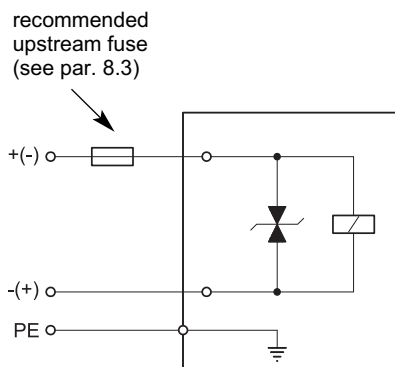 recommended
upstream fuse
(see par. 8.3)
+(-)
-(+)
PE